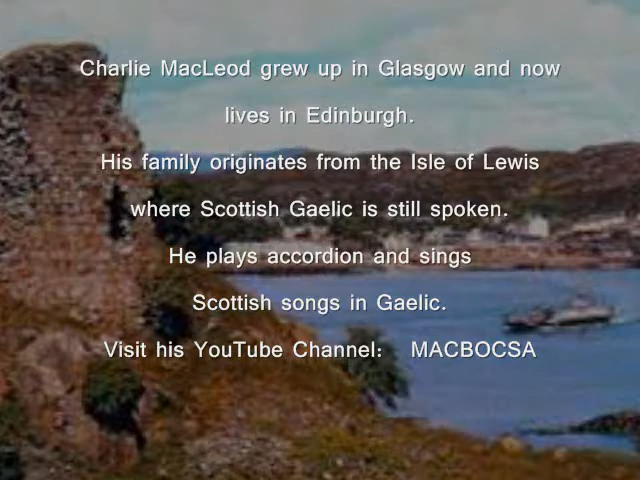 Charlie MacLeod grew up in Glasgow and now
lives in Edinburgh.
His family originates from the Isle of Lewis
where Scottish Gaelic is still spoken.
He plays accordion and sings
Scottish songs in Gaelic.
Visit his YouTube Channel: MACBOCSA